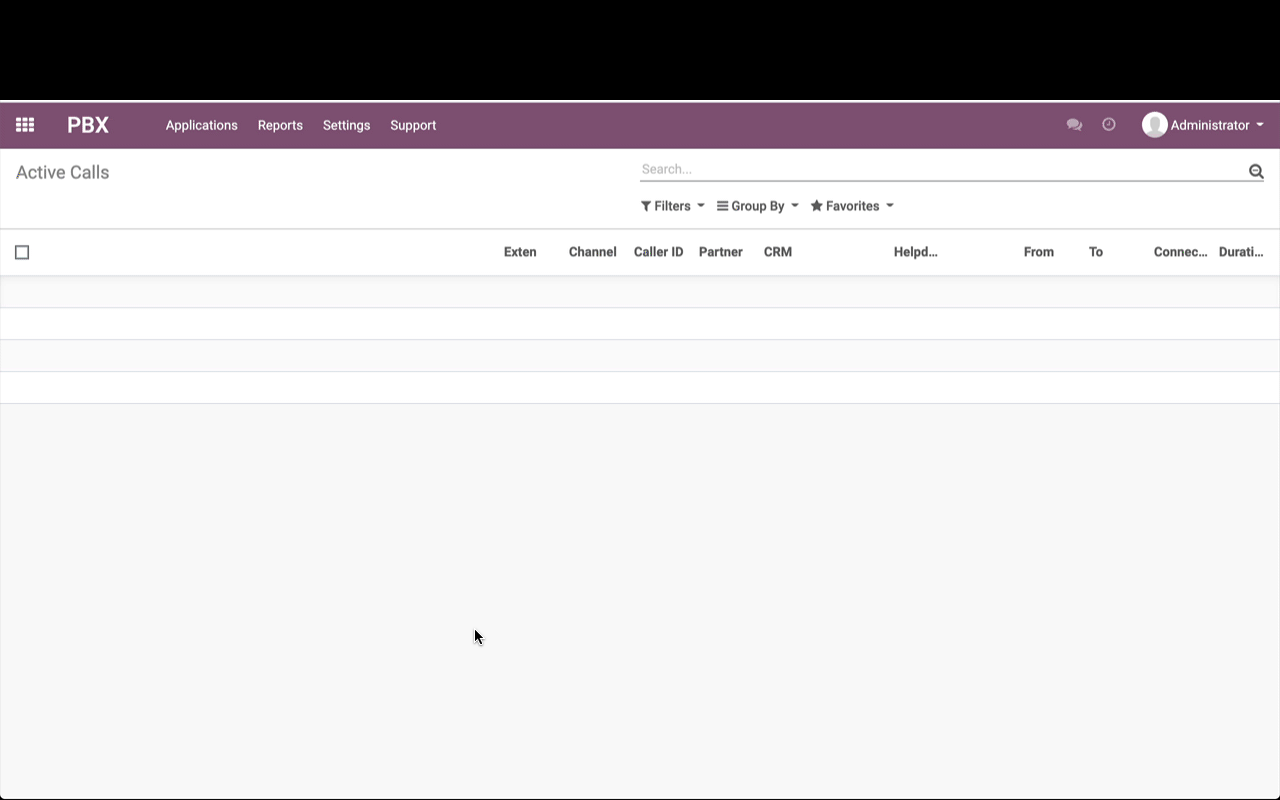 PBX Applications Reports Settings Support Administrator
Active Calls
Search...
Filters Group By Favorites
Exten Channel Caller ID Partner CRM Helpd... From To Connec... Durati...